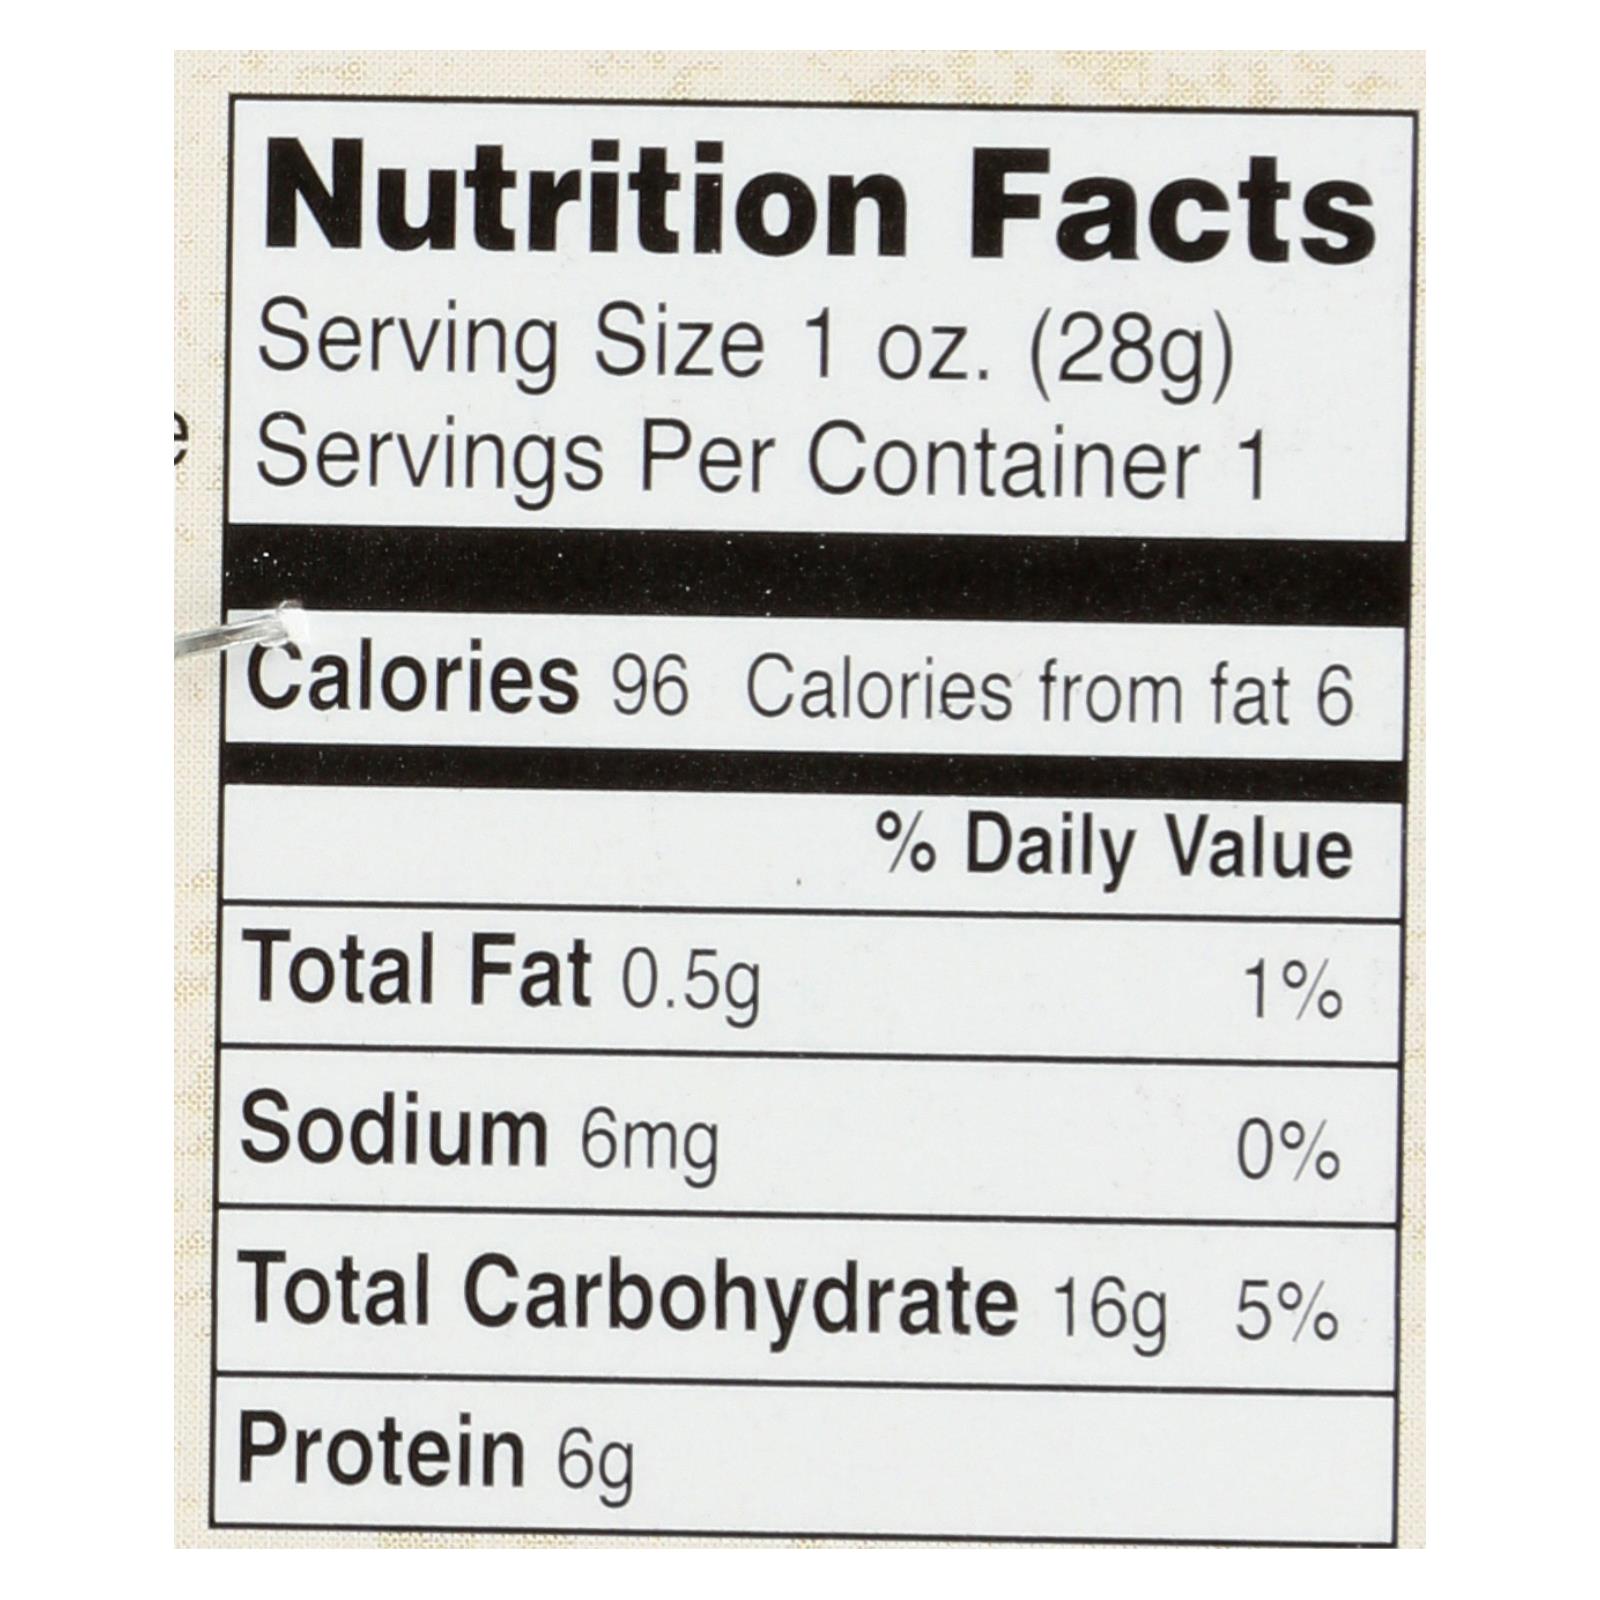 Nutrition Facts
Serving Size 1 oz. (28g)
Servings Per Container 1
Calories 96 Calories from fat 6
% Daily Value
Total Fat 0.5g 1%
Sodium 6mg 0%
Total Carbohydrate 16g 5%
Protein 6g